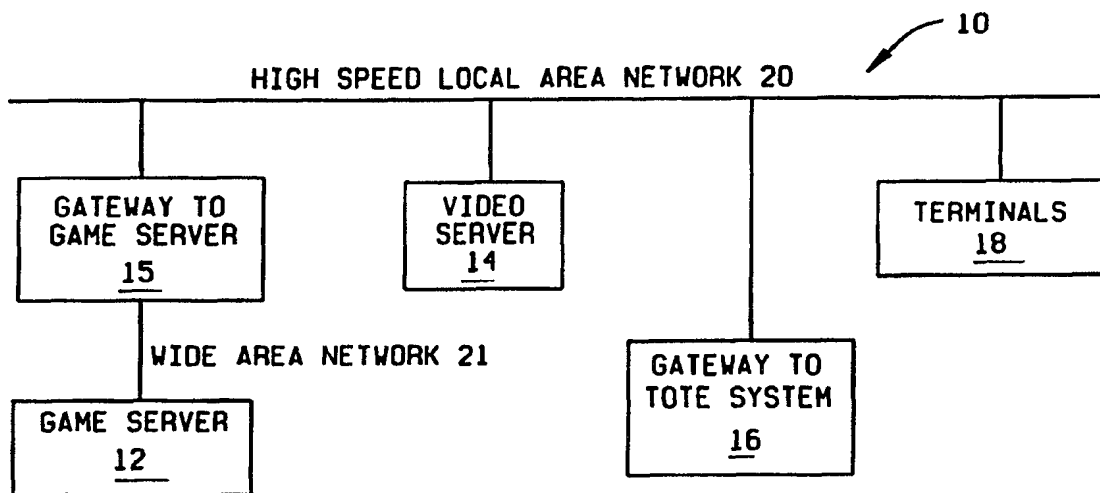 10
HIGH SPEED LOCAL AREA NETWORK 20
GATEWAY TO
GAME SERVER
15
VIDEO
SERVER
14
TERMINALS
18
WIDE AREA NETWORK 21
GATEWAY TO
TOTE SYSTEM
16
GAME SERVER
12